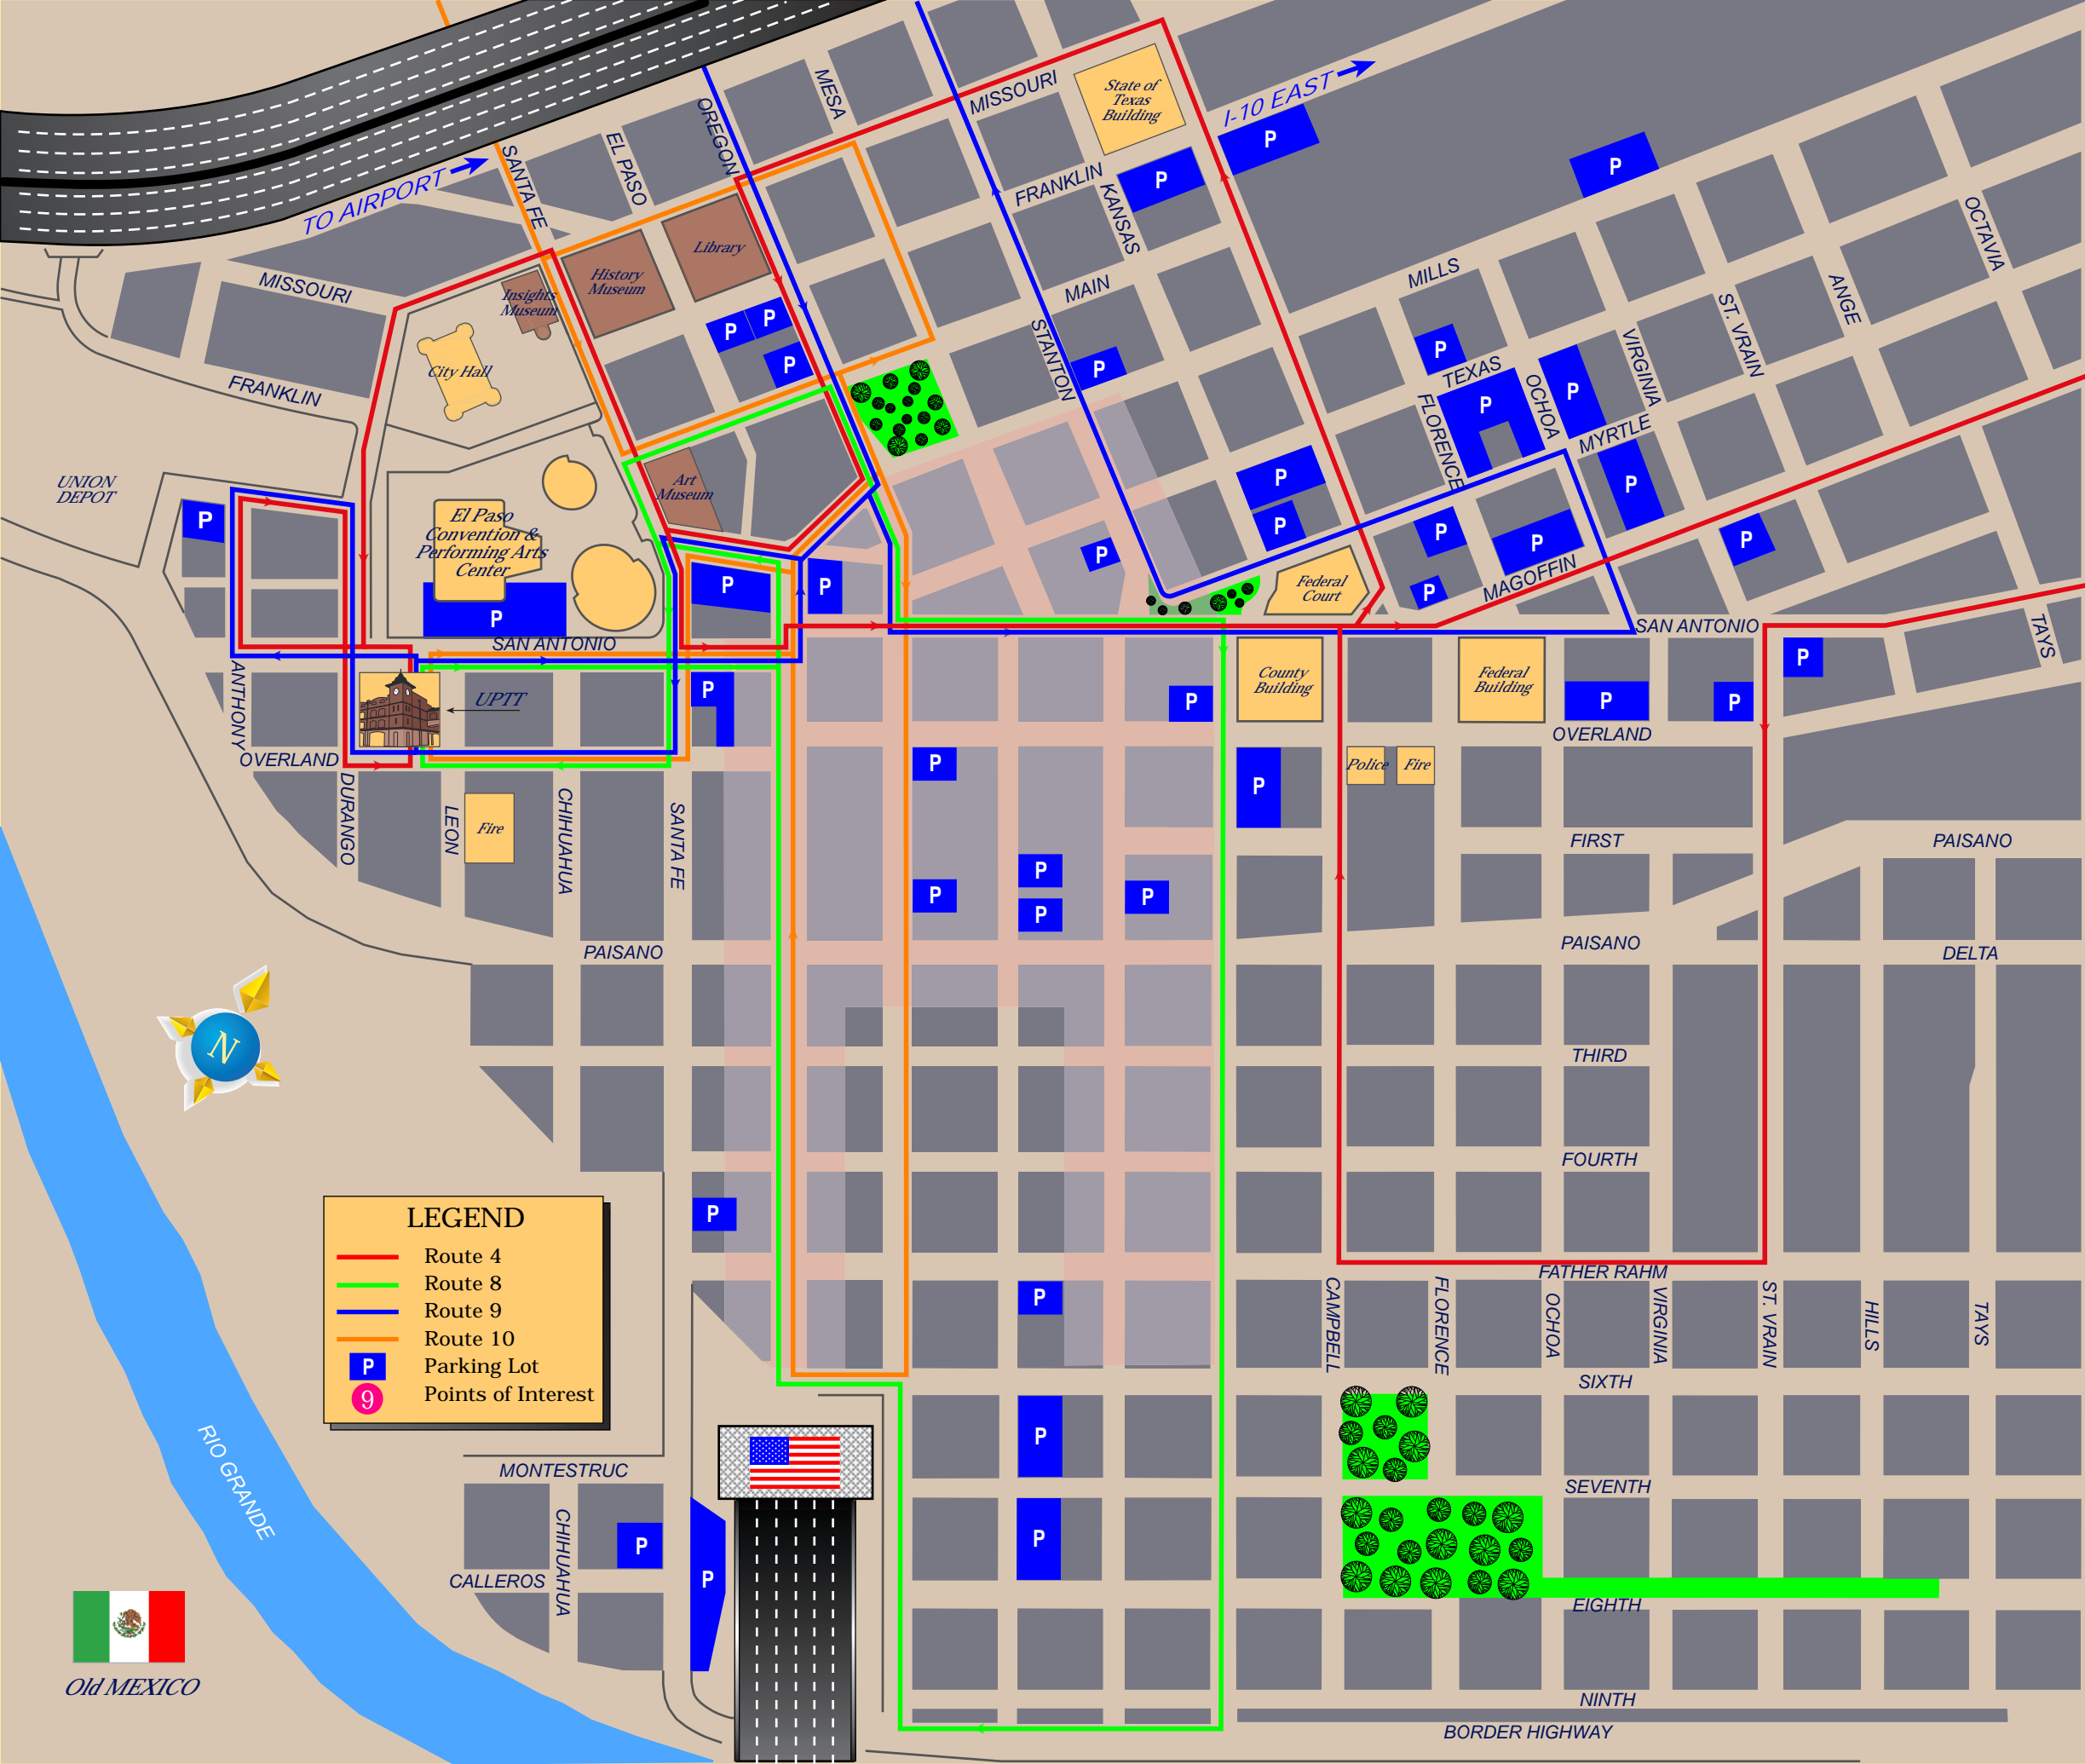 MESA
MISSOURI
State of
Texas
Building
I-10 EAST
P
OREGON
EL PASO
SANTA FE
TO AIRPORT
FRANKLIN
KANSAS
P
P
OCTAVIA
Library
History
Museum
Insights
Museum
MISSOURI
MAIN
MILLS
ANGE
ST. VRAIN
VIRGINIA
P
P
P
STANTON
P
P
TEXAS
City Hall
FRANKLIN
P
P
OCHOA
FLORENCE
MYRTLE
UNION
DEPOT
Art
Museum
P
P
P
El Paso
Convention &
Performing Arts
Center
P
P
P
P
P
P
P
P
P
P
MAGOFFIN
Federal
Court
SAN ANTONIO
SAN ANTONIO
TAYS
ANTHONY
UPTT
P
P
County
Building
Federal
Building
P
P
P
OVERLAND
OVERLAND
DURANGO
LEON
CHIHUAHUA
SANTA FE
Fire
P
P
Police
Fire
FIRST
PAISANO
P
P
P
P
PAISANO
PAISANO
DELTA
N
THIRD
FOURTH
P
LEGEND
Route 4
Route 8
Route 9
Route 10
P
Parking Lot
9
Points of Interest
FATHER RAHM
P
CAMPBELL
FLORENCE
OCHOA
VIRGINIA
ST. VRAIN
HILLS
TAYS
SIXTH
RIO GRANDE
MONTESTRUC
P
SEVENTH
CHIHUAHUA
P
P
P
CALLEROS
EIGHTH
Old MEXICO
NINTH
BORDER HIGHWAY